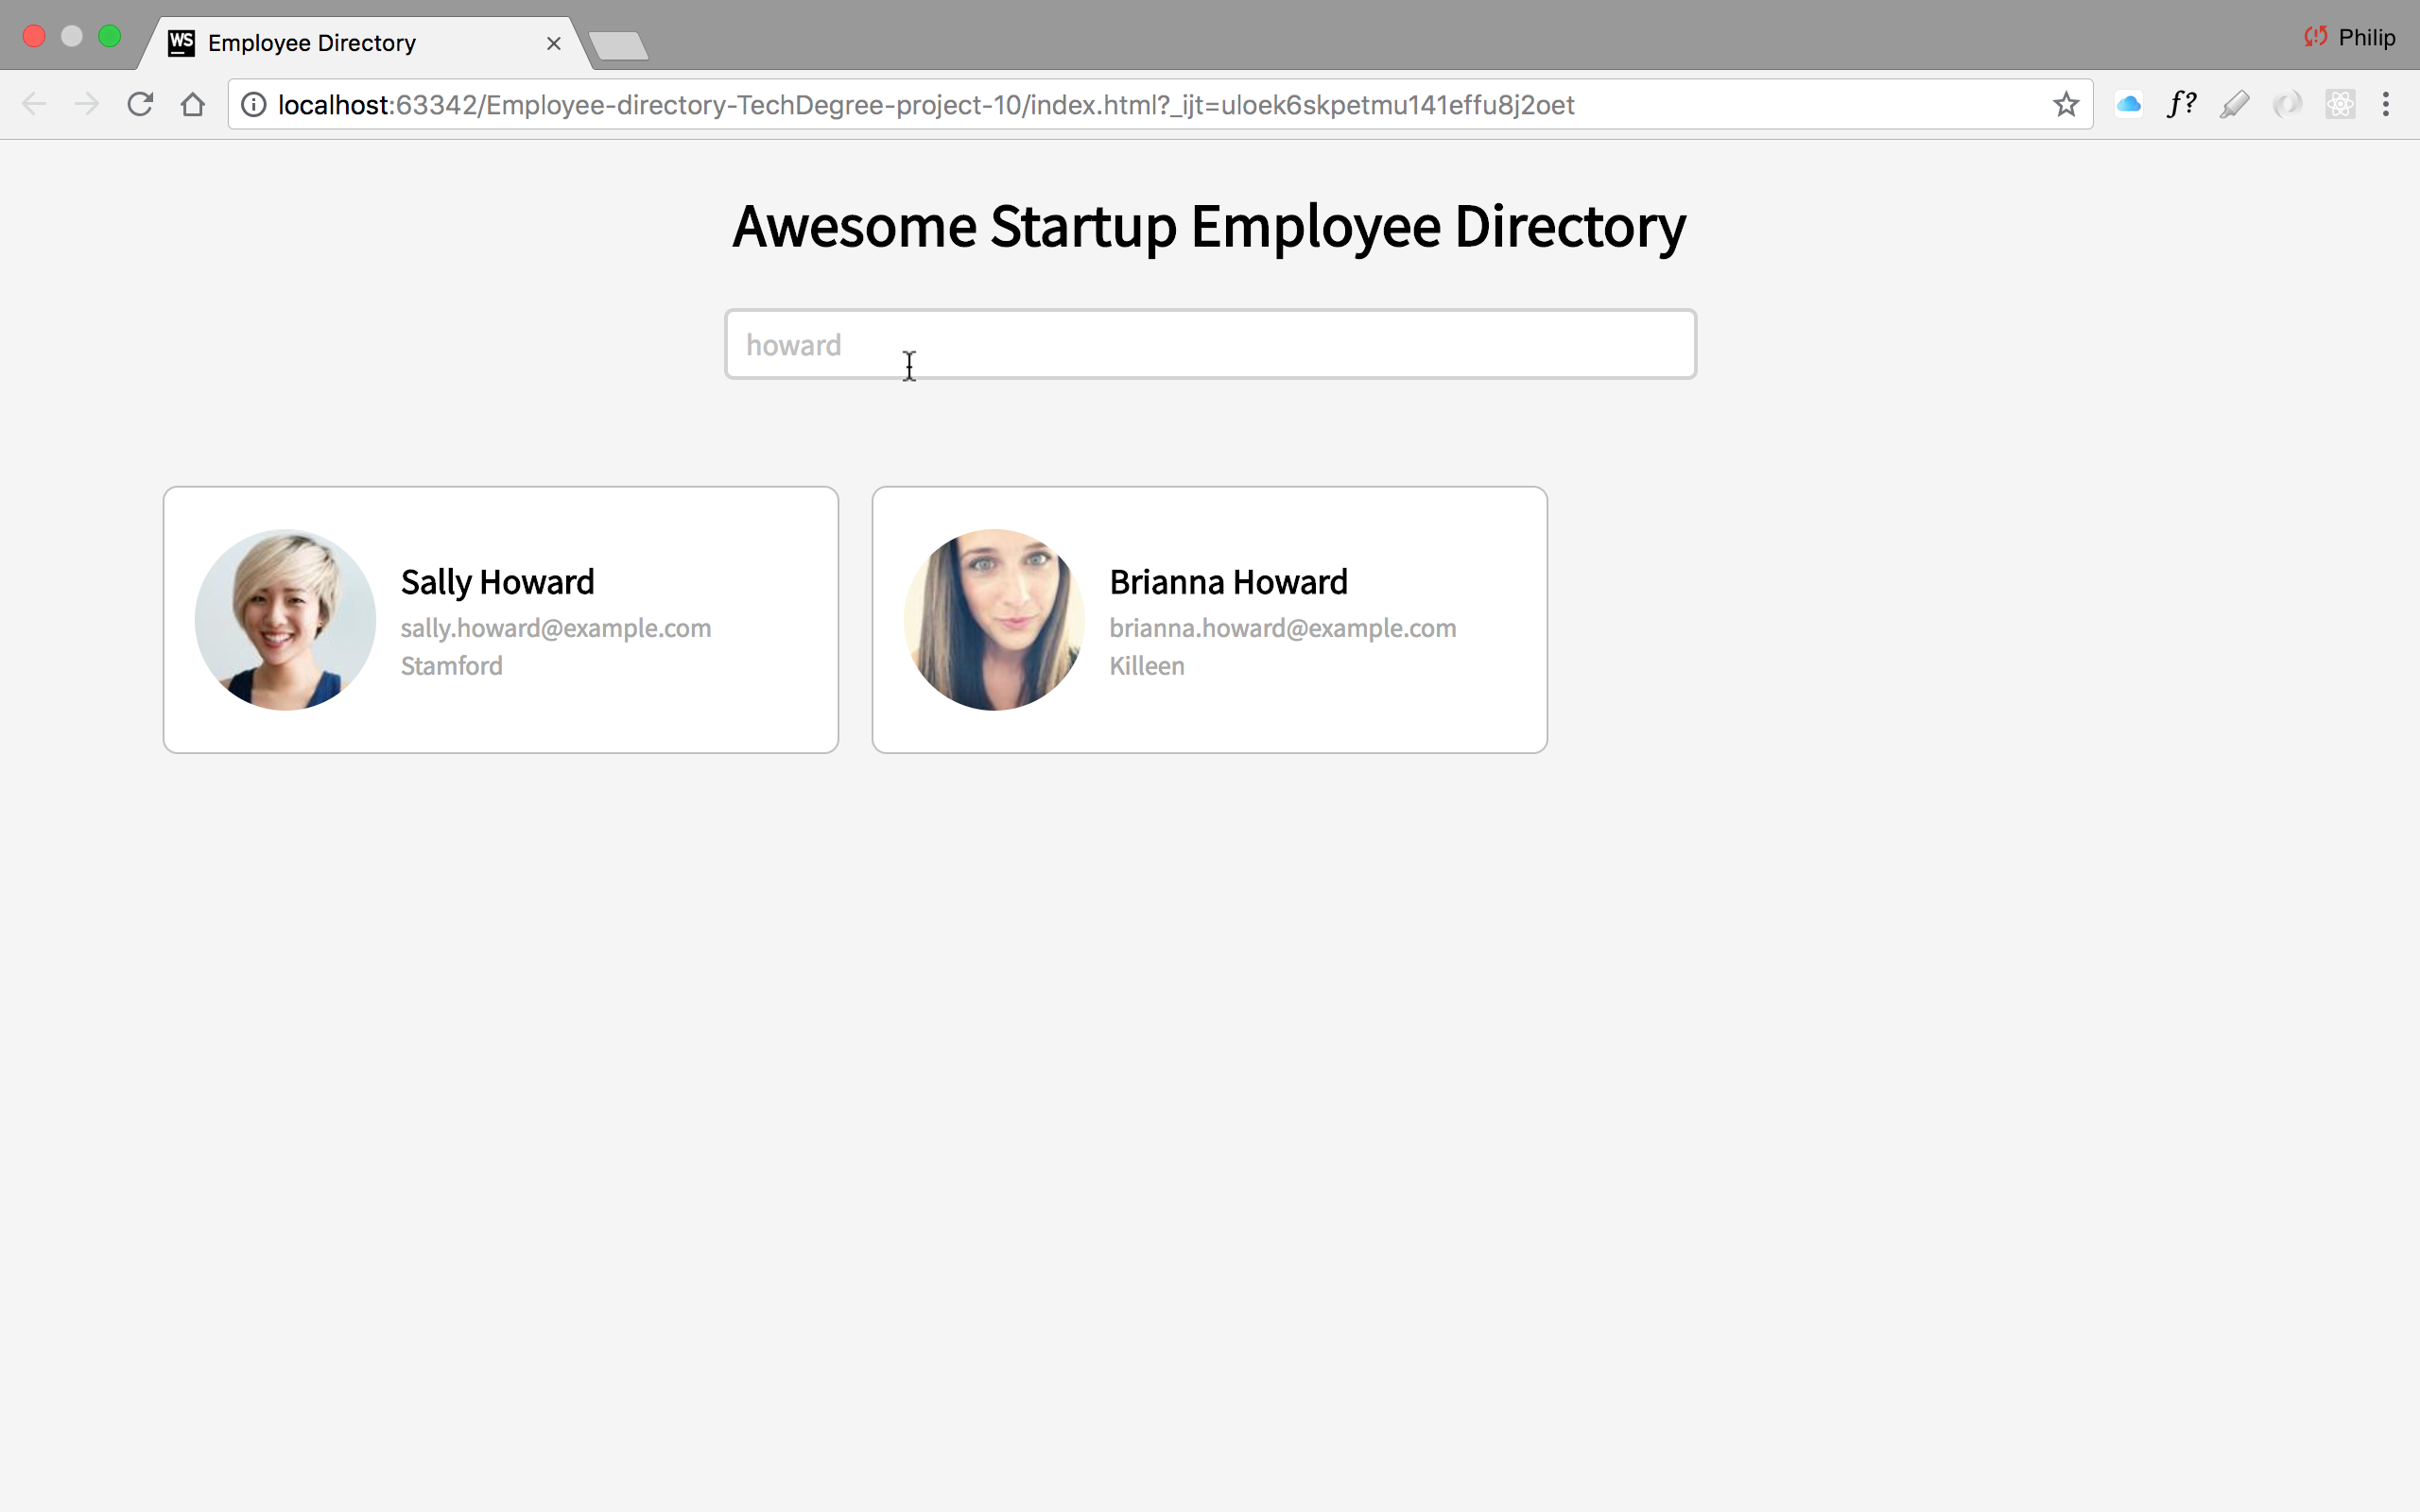 WS Employee Directory
Philip
localhost:63342/Employee-directory-TechDegree-project-10/index.html?_ijt=uloek6skpetmu141effu8j2oet
f?
Awesome Startup Employee Directory
howard
Sally Howard
sally.howard@example.com
Stamford
Brianna Howard
brianna.howard@example.com
Killeen